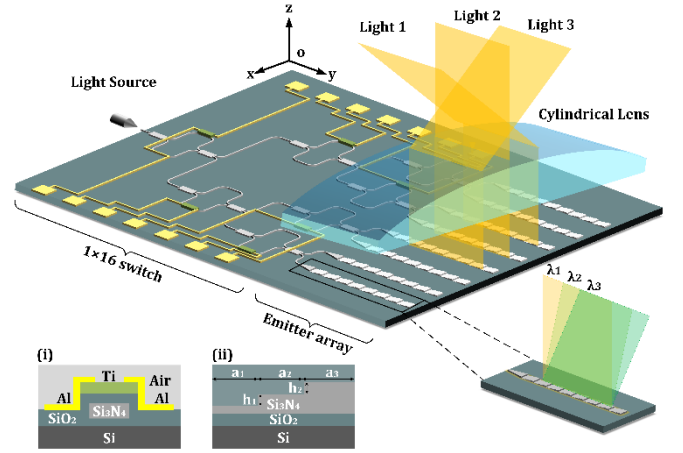 z
o
x
y
Light 1
Light 2
Light 3
Light Source
Cylindrical Lens
1×16 switch
Emitter array
λ1
λ2
λ3
(i)
Ti
Air
Al
Al
Si₃N₄
SiO₂
Si
(ii)
a₁
a₂
a₃
h₂
h₁
Si₃N₄
SiO₂
Si